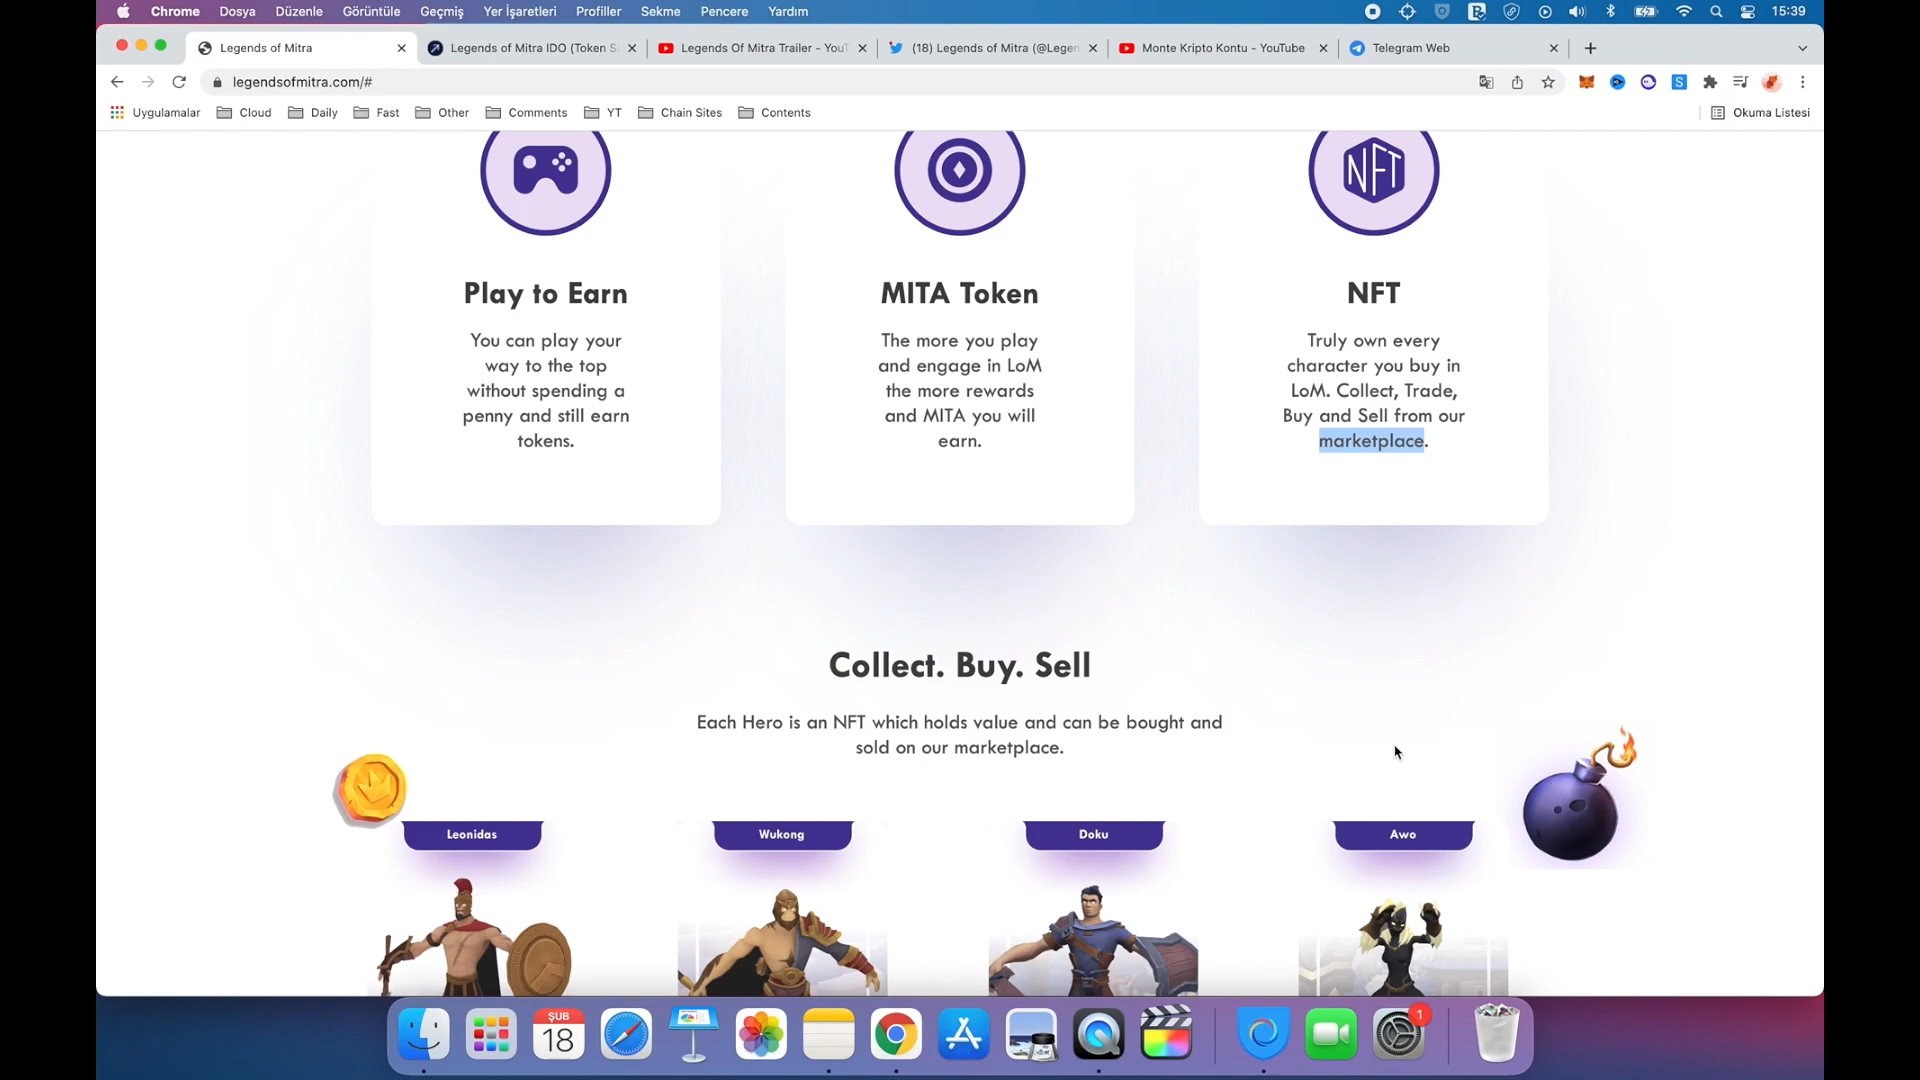 Chrome Dosya Düzenle Görüntüle Geçmiş Yer İşaretleri Profiller Sekme Pencere Yardım 15:39
Legends of Mitra
Legends of Mitra IDO (Token S
Legends Of Mitra Trailer - YouT
(18) Legends of Mitra (@Legen
Monte Kripto Kontu - YouTube
Telegram Web
legendsofmitra.com/#
Uygulamalar Cloud Daily Fast Other Comments YT Chain Sites Contents Okuma Listesi
NFT
Play to Earn
You can play your
way to the top
without spending a
penny and still earn
tokens.
MITA Token
The more you play
and engage in LoM
the more rewards
and MITA you will
earn.
NFT
Truly own every
character you buy in
LoM. Collect, Trade,
Buy and Sell from our
marketplace.
Collect. Buy. Sell
Each Hero is an NFT which holds value and can be bought and
sold on our marketplace.
Leonidas Wukong Doku Awo
ŞUB
18
1